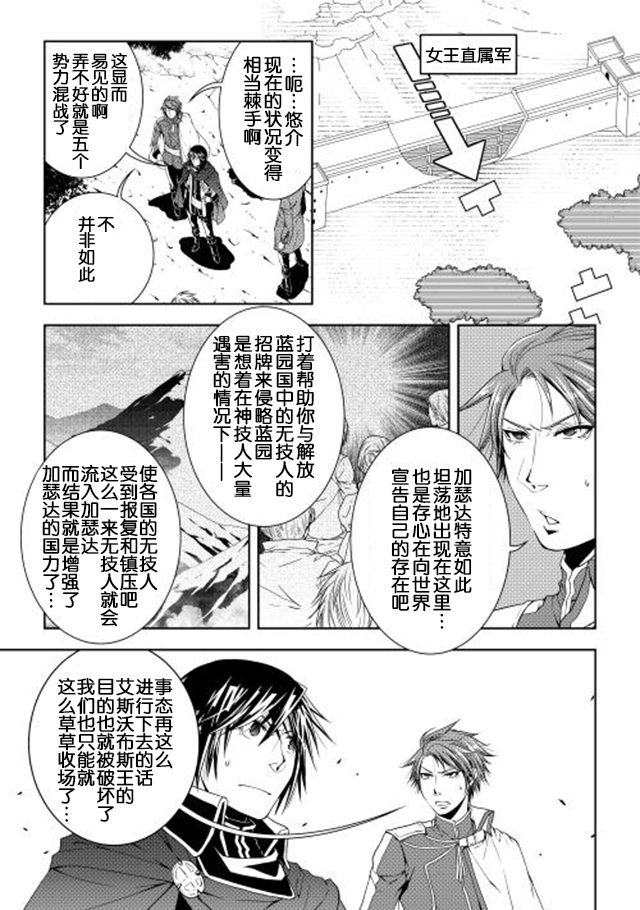 女王直属军
…呃…悠介
现在的状况变得
相当棘手啊
这显而
易见的啊
弄不好就是五个
势力混战了
不
并非如此
加瑟达特意如此
坦荡地出现在这里…
也是存心在向世界
宣告自己的存在吧
打着帮助你与解放
蓝园国中的无技人的
招牌来侵略蓝园
是想着在神技人大量
遇害的情况下——
使各国的无技人
受到报复和镇压吧
这么一来无技人就会
流入加瑟达
而结果就是增强了
加瑟达的国力了…
事态再这么
进行下去的话
艾斯沃布斯王的
目的也就被破坏了
我们也只能就
这么草草收场了…